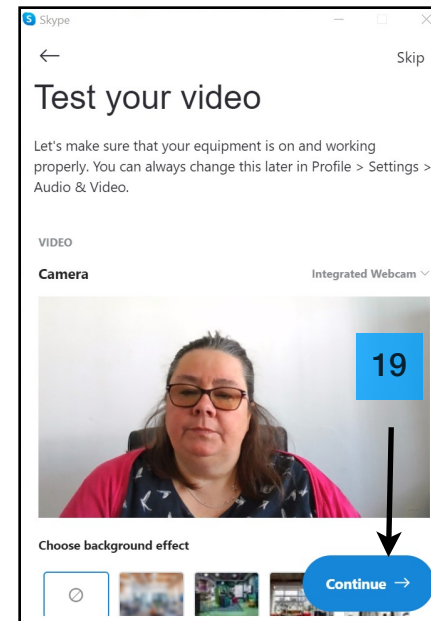 Skype
Skip
Test your video
Let's make sure that your equipment is on and working
properly. You can always change this later in Profile > Settings >
Audio & Video.
VIDEO
Camera
Integrated Webcam
19
Choose background effect
Continue →